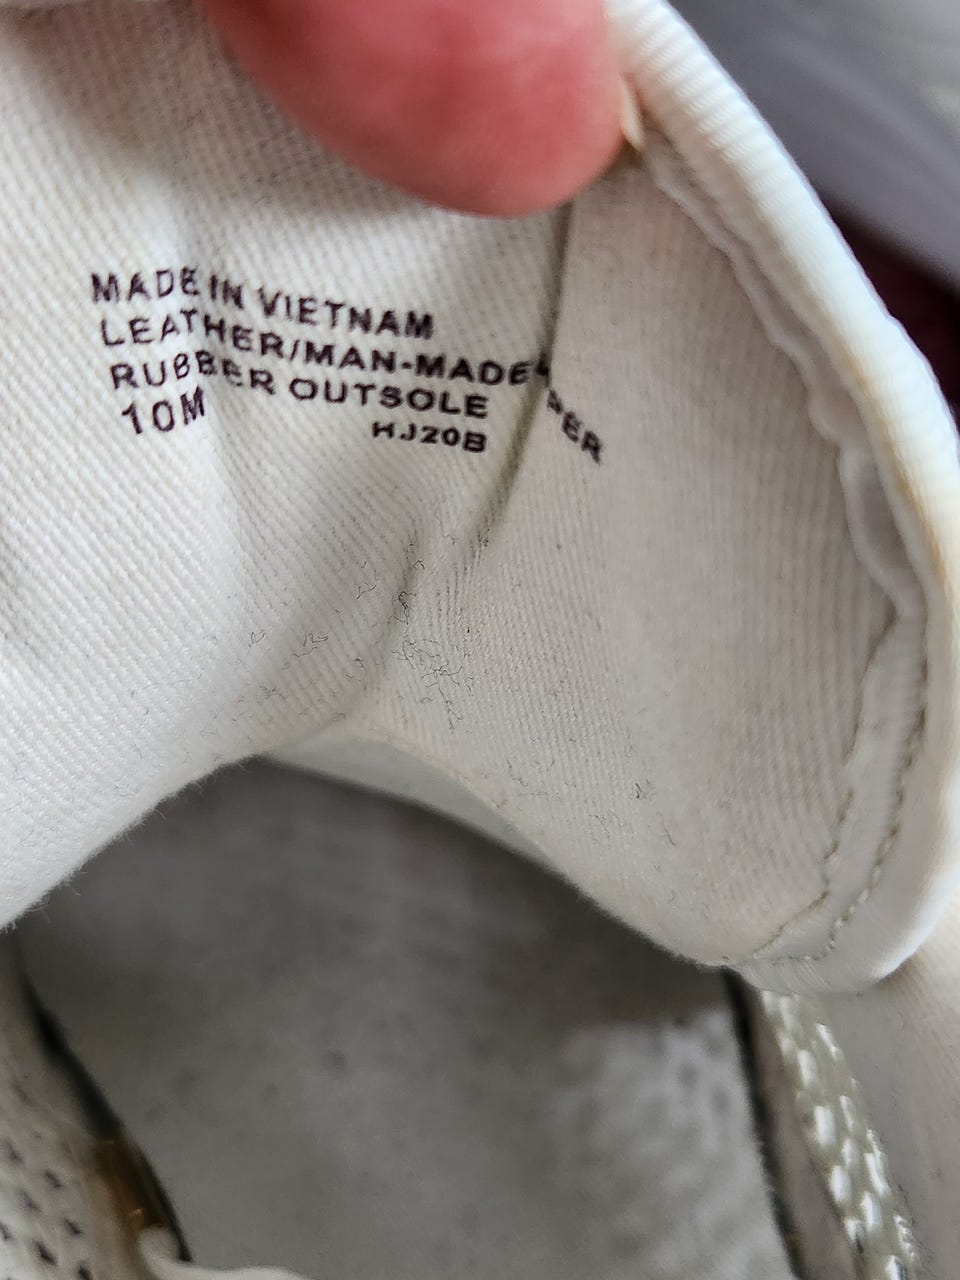 MADE IN VIETNAM
LEATHER/MAN-MADE
RUBBER OUTSOLE
10M
HJ20B